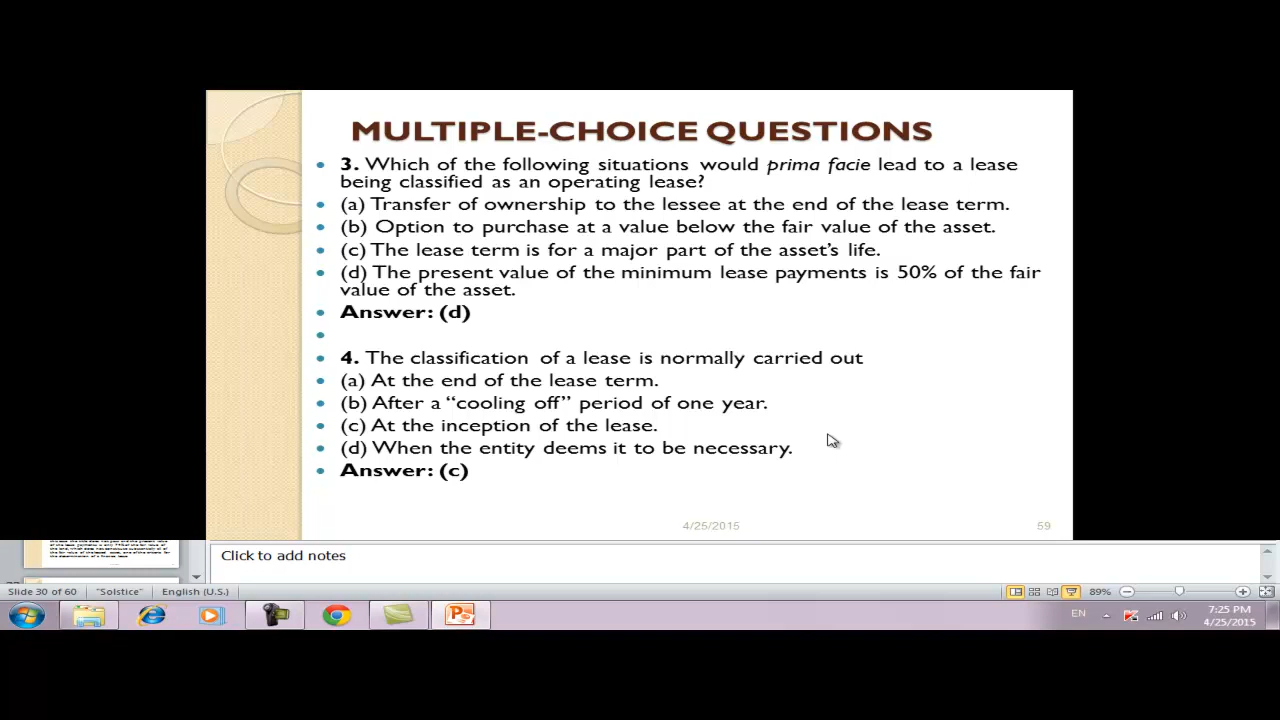 MULTIPLE-CHOICE QUESTIONS
3. Which of the following situations would prima facie lead to a lease
being classified as an operating lease?
(a) Transfer of ownership to the lessee at the end of the lease term.
(b) Option to purchase at a value below the fair value of the asset.
(c) The lease term is for a major part of the asset's life.
(d) The present value of the minimum lease payments is 50% of the fair
value of the asset.
Answer: (d)
4. The classification of a lease is normally carried out
(a) At the end of the lease term.
(b) After a “cooling off” period of one year.
(c) At the inception of the lease.
(d) When the entity deems it to be necessary.
Answer: (c)
4/25/2015 59
Click to add notes
Slide 30 of 60 "Solstice" English (U.S.) 89%
EN 7:25 PM
4/25/2015